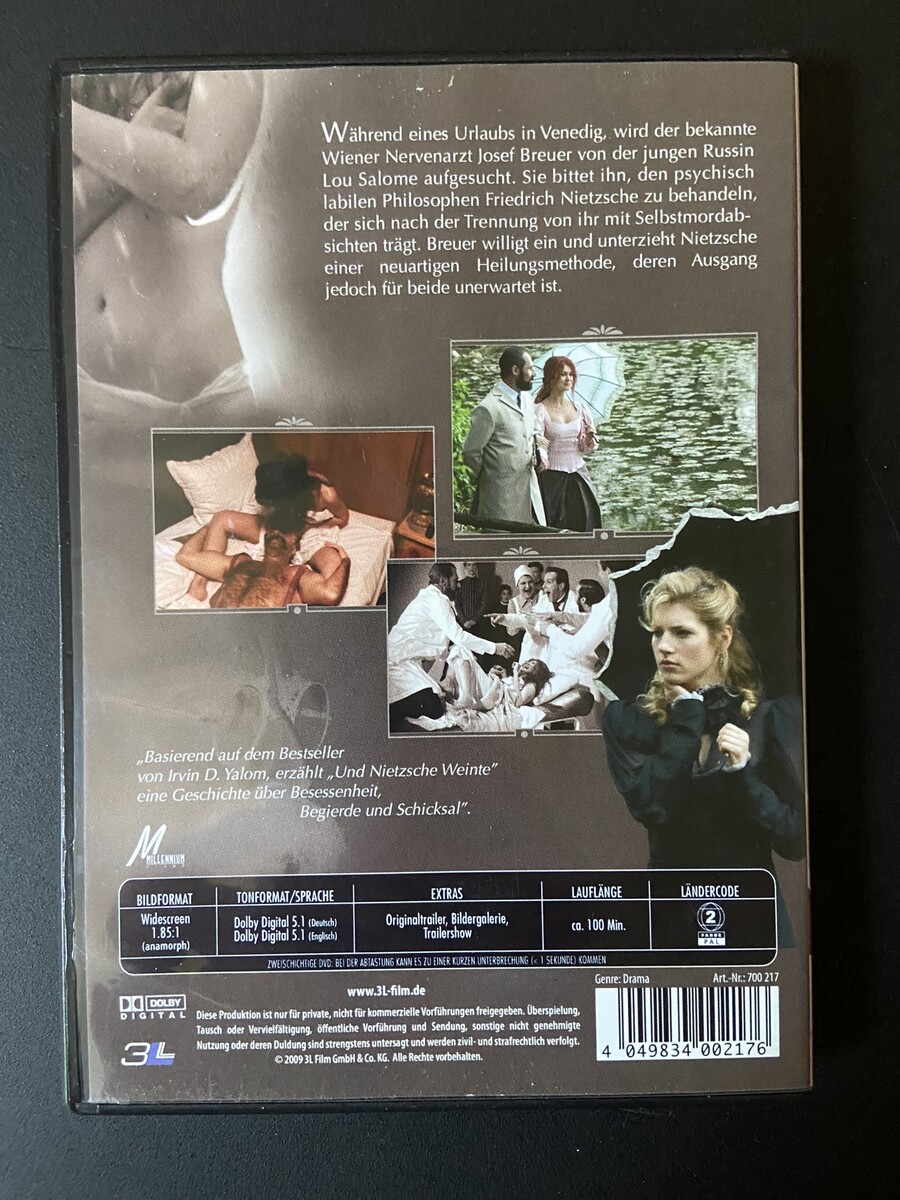 Während eines Urlaubs in Venedig, wird der bekannte
Wiener Nervenarzt Josef Breuer von der jungen Russin
Lou Salome aufgesucht. Sie bittet ihn, den psychisch
labilen Philosophen Friedrich Nietzsche zu behandeln,
der sich nach der Trennung von ihr mit Selbstmordab-
sichten trägt. Breuer willigt ein und unterzieht Nietzsche
einer neuartigen Heilungsmethode, deren Ausgang
jedoch für beide unerwartet ist.
„Basierend auf dem Bestseller
von Irvin D. Yalom, erzählt „Und Nietzsche Weinte”
eine Geschichte über Besessenheit,
Begierde und Schicksal”.
M
MILLENNIUM
FILMS
BILDFORMAT
Widescreen
1.85:1
(anamorph)
TONFORMAT/SPRACHE
Dolby Digital 5.1 (Deutsch)
Dolby Digital 5.1 (Englisch)
EXTRAS
Originaltrailer, Bildergalerie,
Trailershow
LAUFLÄNGE
ca. 100 Min.
LÄNDERCODE
2
PAL
ZWEISCHICHTIGE DVD: BEI DER ABTASTUNG KANN ES ZU EINER KURZEN UNTERBRECHUNG (< 1 SEKUNDE) KOMMEN
DOLBY
DIGITAL
3L
www.3L-film.de
Diese Produktion ist nur für private, nicht für kommerzielle Vorführungen freigegeben. Überspielung,
Tausch oder Vervielfältigung, öffentliche Vorführung und Sendung, sonstige nicht genehmigte
Nutzung oder deren Duldung sind strengstens untersagt und werden zivil- und strafrechtlich verfolgt.
© 2009 3L Film GmbH & Co. KG. Alle Rechte vorbehalten.
Genre: Drama
Art.-Nr.: 700 217
4 049834 002176